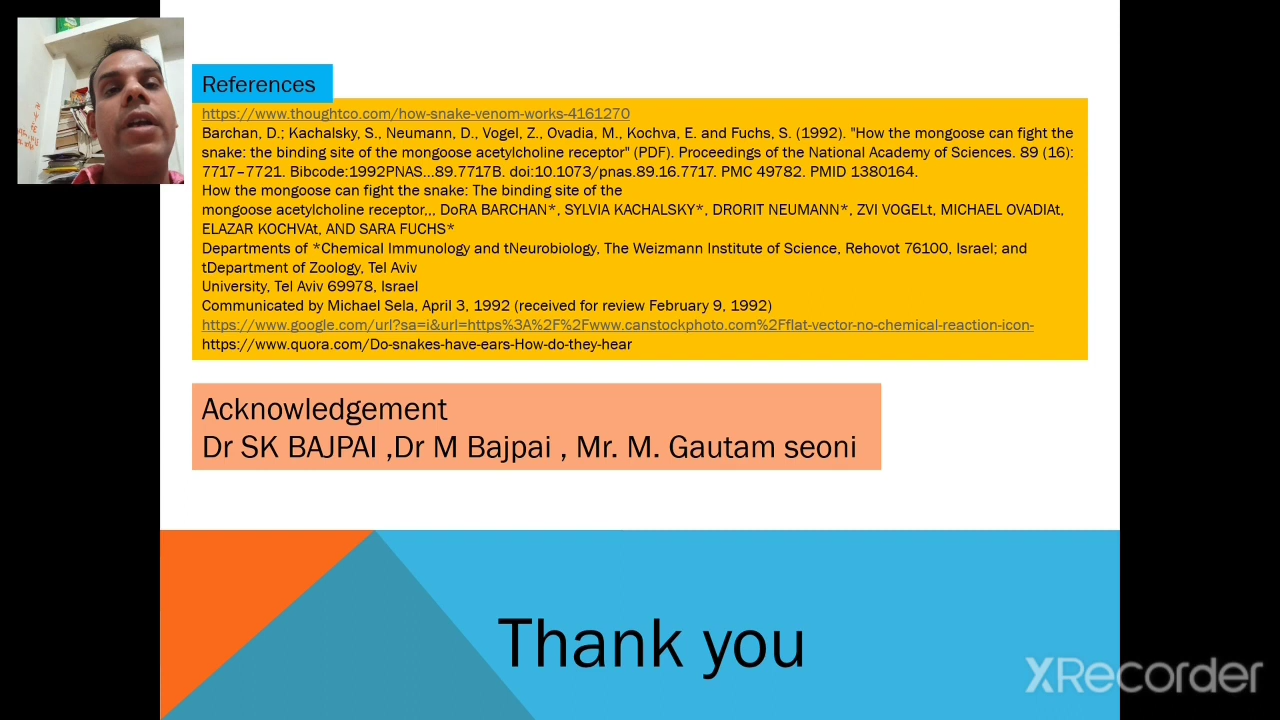 References
https://www.thoughtco.com/how-snake-venom-works-4161270
Barchan, D.; Kachalsky, S., Neumann, D., Vogel, Z., Ovadia, M., Kochva, E. and Fuchs, S. (1992). "How the mongoose can fight the
snake: the binding site of the mongoose acetylcholine receptor" (PDF). Proceedings of the National Academy of Sciences. 89 (16):
7717–7721. Bibcode:1992PNAS...89.7717B. doi:10.1073/pnas.89.16.7717. PMC 49782. PMID 1380164.
How the mongoose can fight the snake: The binding site of the
mongoose acetylcholine receptor,,, DoRA BARCHAN*, SYLVIA KACHALSKY*, DRORIT NEUMANN*, ZVI VOGELt, MICHAEL OVADIAt,
ELAZAR KOCHVAt, AND SARA FUCHS*
Departments of *Chemical Immunology and tNeurobiology, The Weizmann Institute of Science, Rehovot 76100, Israel; and
tDepartment of Zoology, Tel Aviv
University, Tel Aviv 69978, Israel
Communicated by Michael Sela, April 3, 1992 (received for review February 9, 1992)
https://www.google.com/url?sa=i&url=https%3A%2F%2Fwww.canstockphoto.com%2Fflat-vector-no-chemical-reaction-icon-
https://www.quora.com/Do-snakes-have-ears-How-do-they-hear
Acknowledgement
Dr SK BAJPAI ,Dr M Bajpai , Mr. M. Gautam seoni
Thank you
XRecorder